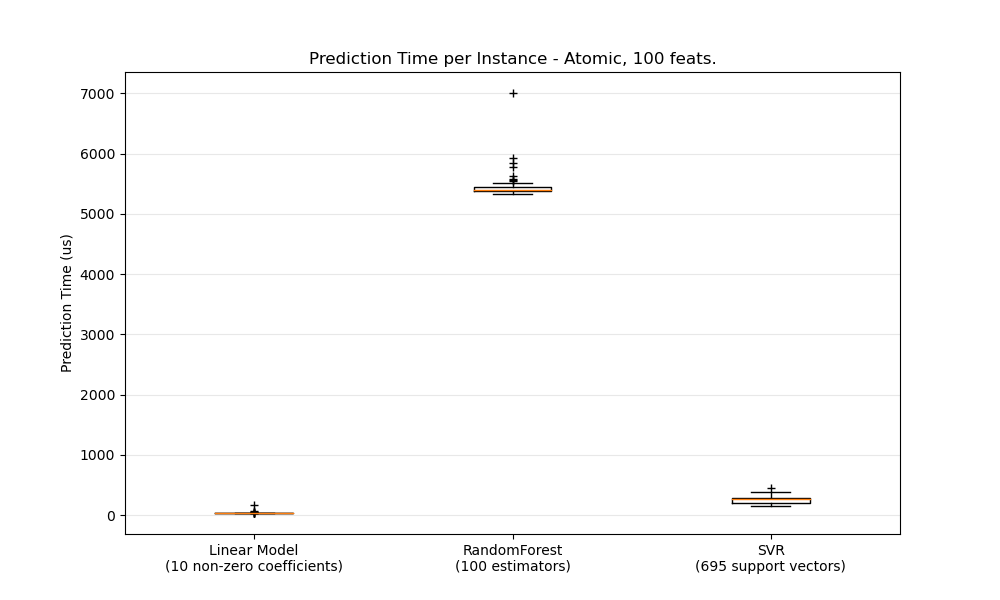 Prediction Time per Instance - Atomic, 100 feats.
Prediction Time (us)
7000
6000
5000
4000
3000
2000
1000
0
Linear Model
(10 non-zero coefficients)
RandomForest
(100 estimators)
SVR
(695 support vectors)